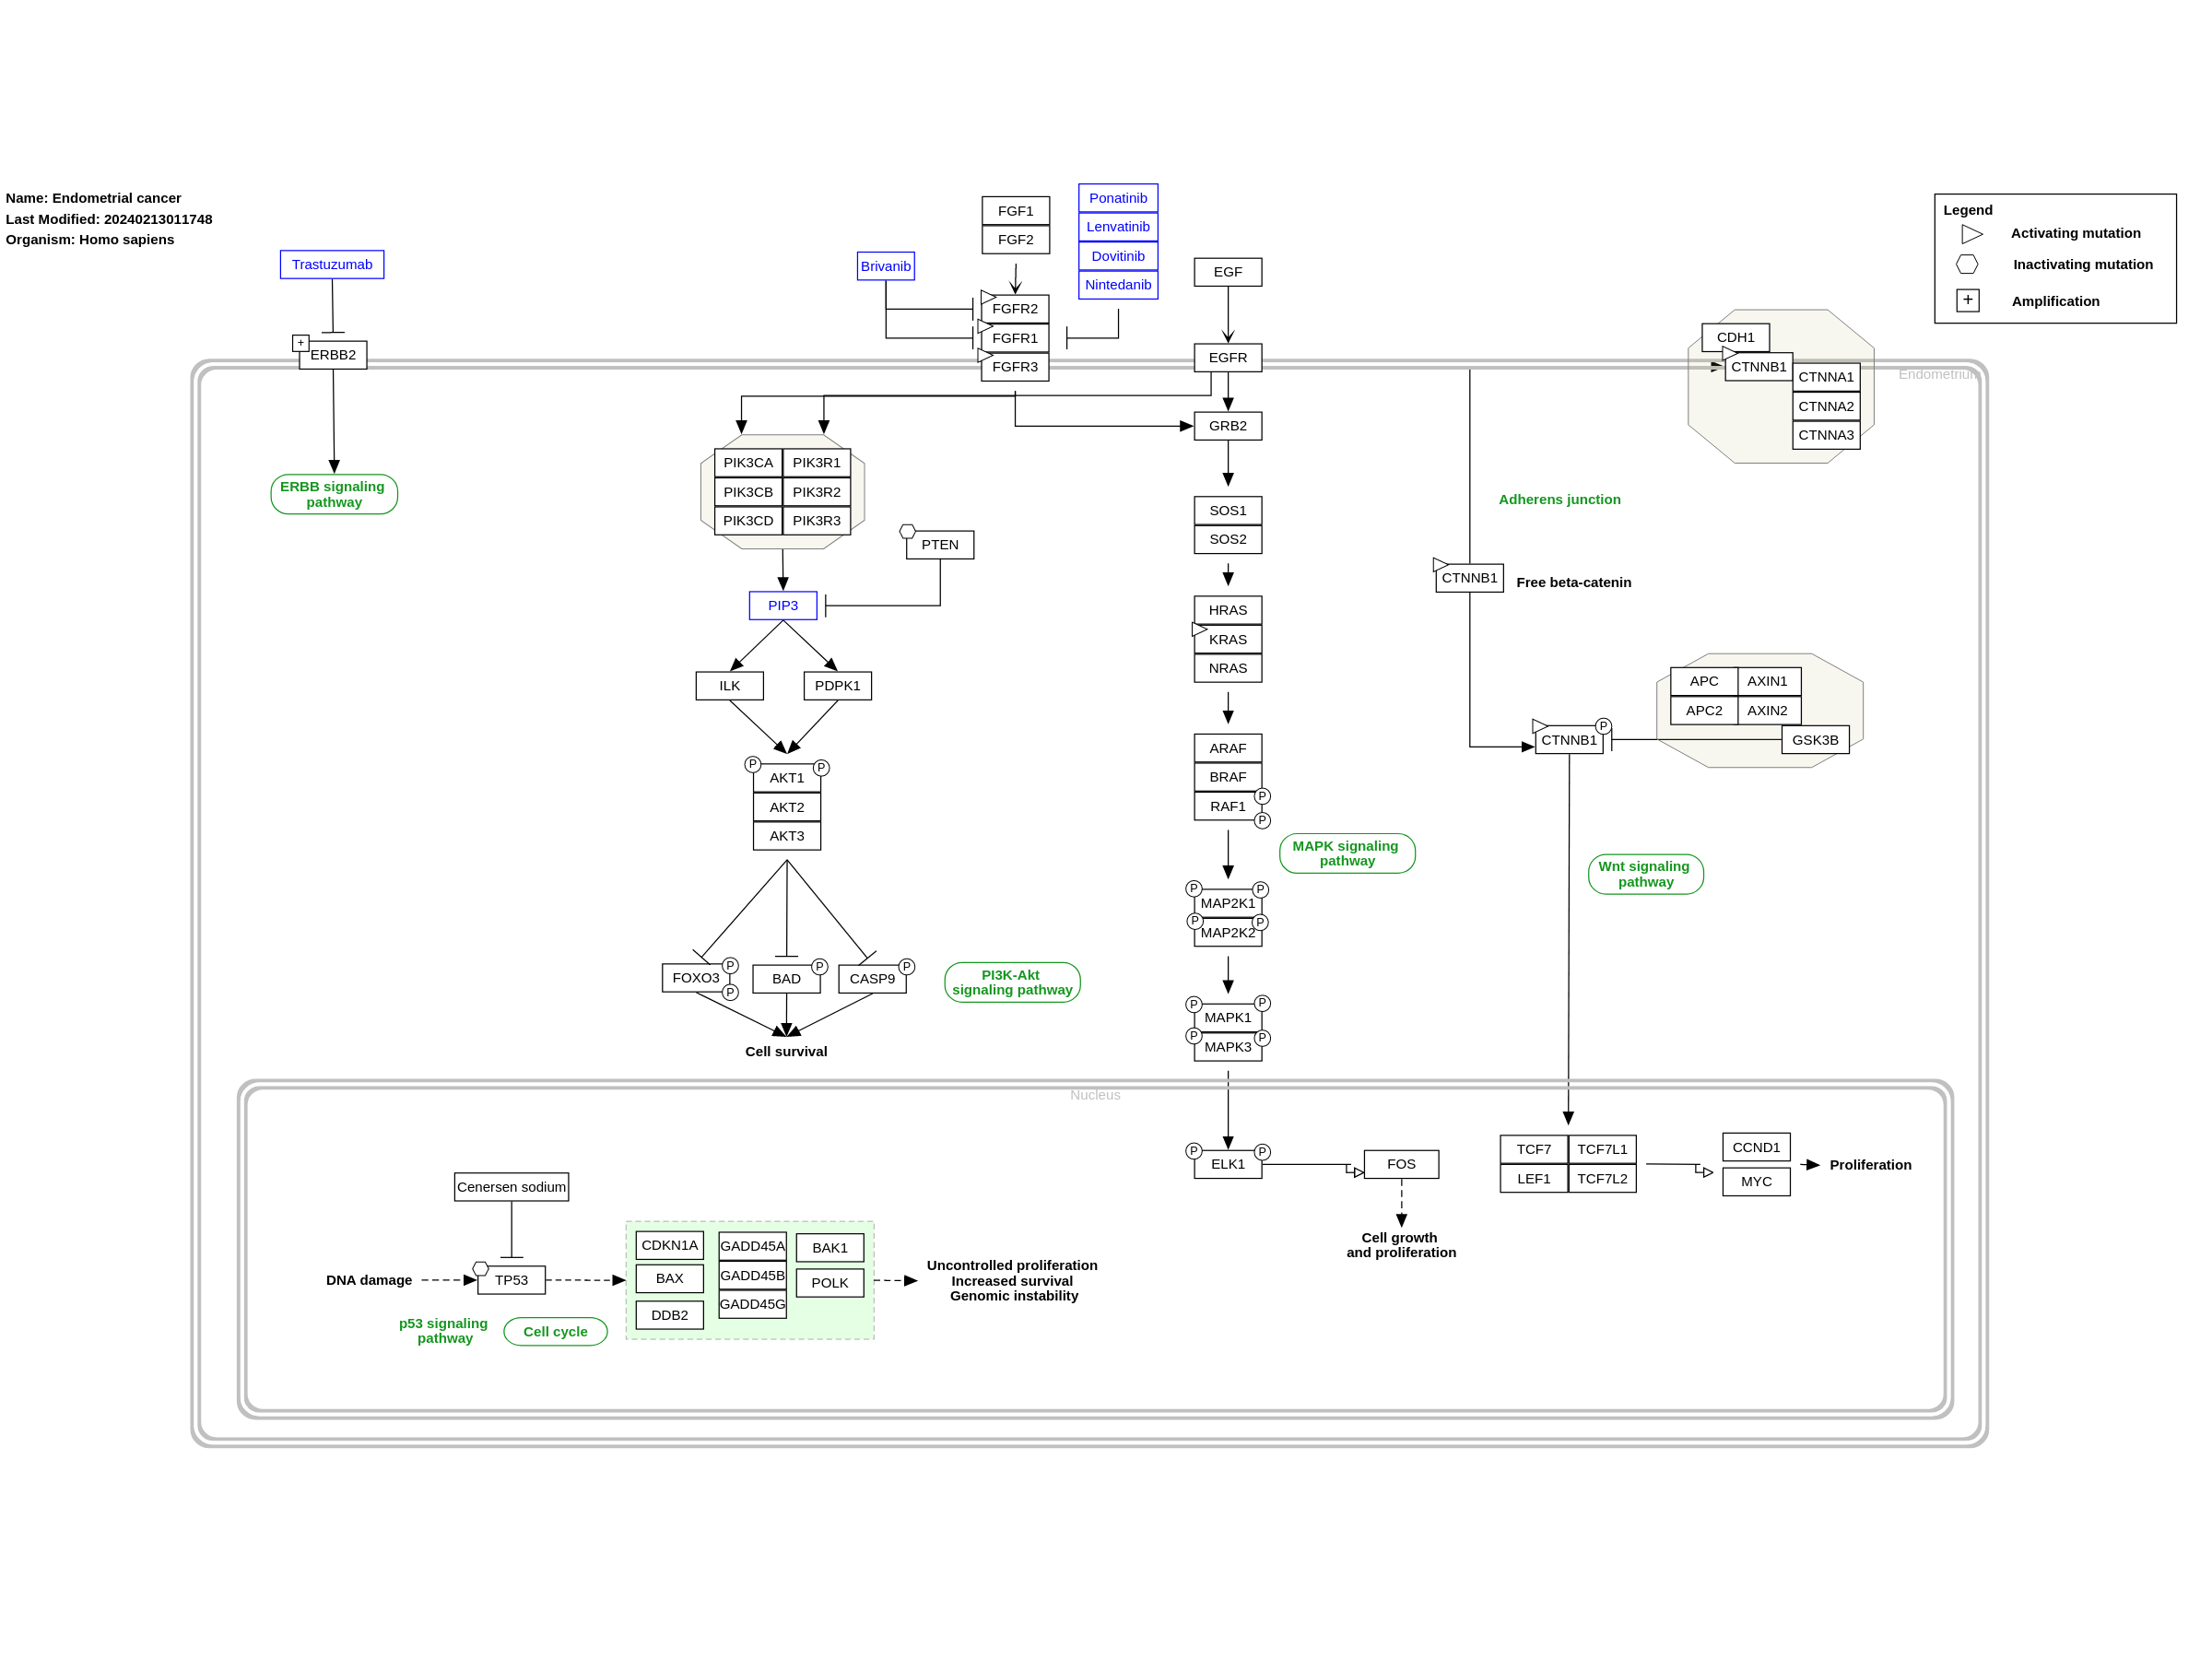 Name: Endometrial cancer
Last Modified: 20240213011748
Organism: Homo sapiens
Trastuzumab
+
ERBB2
ERBB signaling
pathway
Brivanib
FGF1
FGF2
Ponatinib
Lenvatinib
Dovitinib
Nintedanib
FGFR2
FGFR1
FGFR3
EGF
EGFR
GRB2
Legend
Activating mutation
Inactivating mutation
+
Amplification
CDH1
CTNNB1
CTNNA1
CTNNA2
CTNNA3
Endometrium
PIK3CA
PIK3R1
PIK3CB
PIK3R2
PIK3CD
PIK3R3
PTEN
PIP3
ILK
PDPK1
P
P
AKT1
AKT2
AKT3
P
P
FOXO3
P
BAD
P
CASP9
PI3K-Akt
signaling pathway
Cell survival
SOS1
SOS2
HRAS
KRAS
NRAS
ARAF
BRAF
RAF1
P
P
MAPK signaling
pathway
P
P
MAP2K1
P
P
MAP2K2
P
P
MAPK1
P
P
MAPK3
Adherens junction
CTNNB1
Free beta-catenin
APC
AXIN1
APC2
AXIN2
GSK3B
P
CTNNB1
Wnt signaling
pathway
Nucleus
P
P
ELK1
FOS
Cell growth
and proliferation
TCF7
TCF7L1
LEF1
TCF7L2
CCND1
MYC
Proliferation
Cenersen sodium
DNA damage
TP53
p53 signaling
pathway
Cell cycle
CDKN1A
BAX
DDB2
GADD45A
GADD45B
GADD45G
BAK1
POLK
Uncontrolled proliferation
Increased survival
Genomic instability